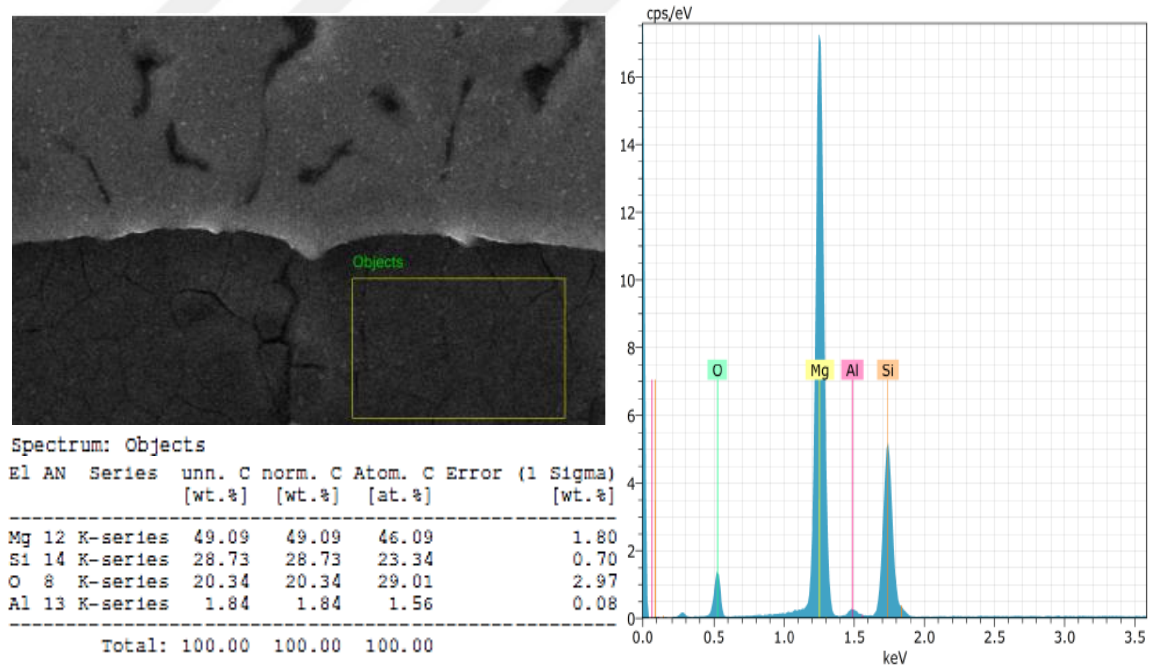 Objects
Spectrum: Objects
El AN Series unn. C norm. C Atom. C Error (1 Sigma)
[wt.%] [wt.%] [at.%] [wt.%]
Mg 12 K-series 49.09 49.09 46.09 1.80
Si 14 K-series 28.73 28.73 23.34 0.70
O 8 K-series 20.34 20.34 29.01 2.97
Al 13 K-series 1.84 1.84 1.56 0.08
Total: 100.00 100.00 100.00
cps/eV
16
14
12
10
8
6
4
2
0
O Mg Al Si
0.0 0.5 1.0 1.5 2.0 2.5 3.0 3.5
keV